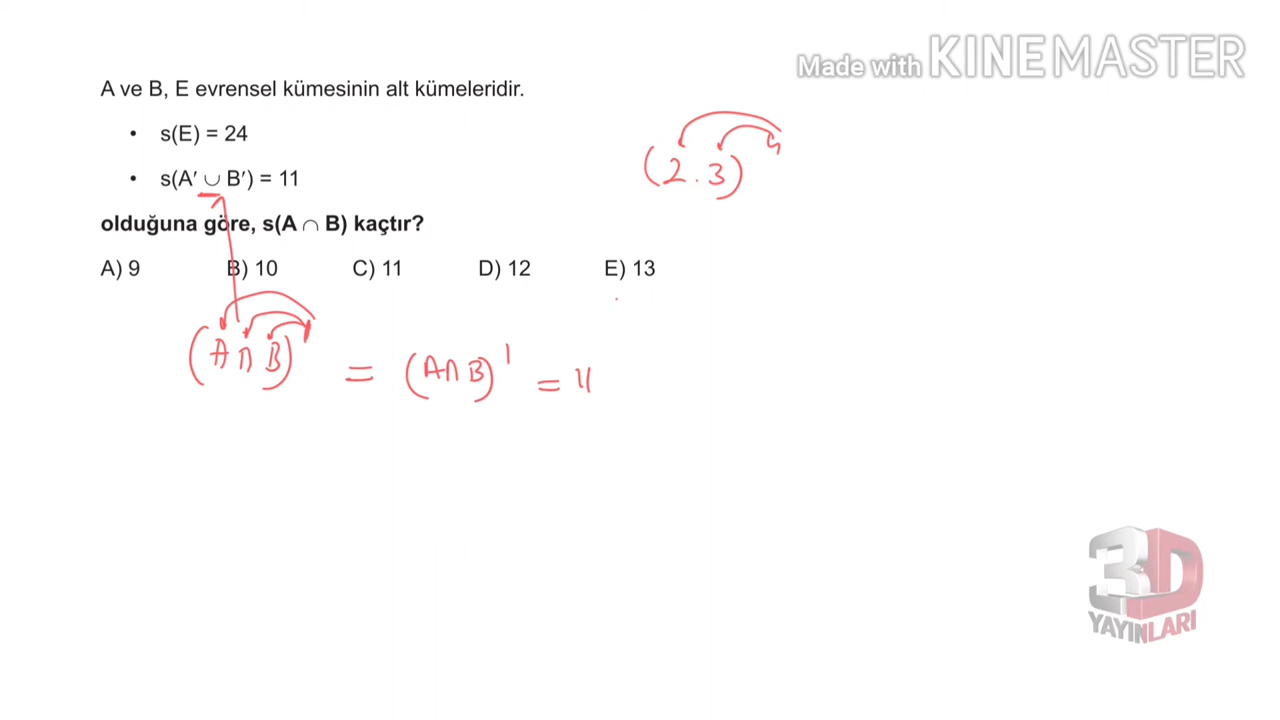 Made with KINEMASTER
A ve B, E evrensel kümesinin alt kümeleridir.
• s(E) = 24
• s(A′ ∪ B′) = 11
(2.3)
olduğuna göre, s(A ∩ B) kaçtır?
A) 9 B) 10 C) 11 D) 12 E) 13
(A∩B)' = (A∩B)' = 11
3D
YAYINLARI